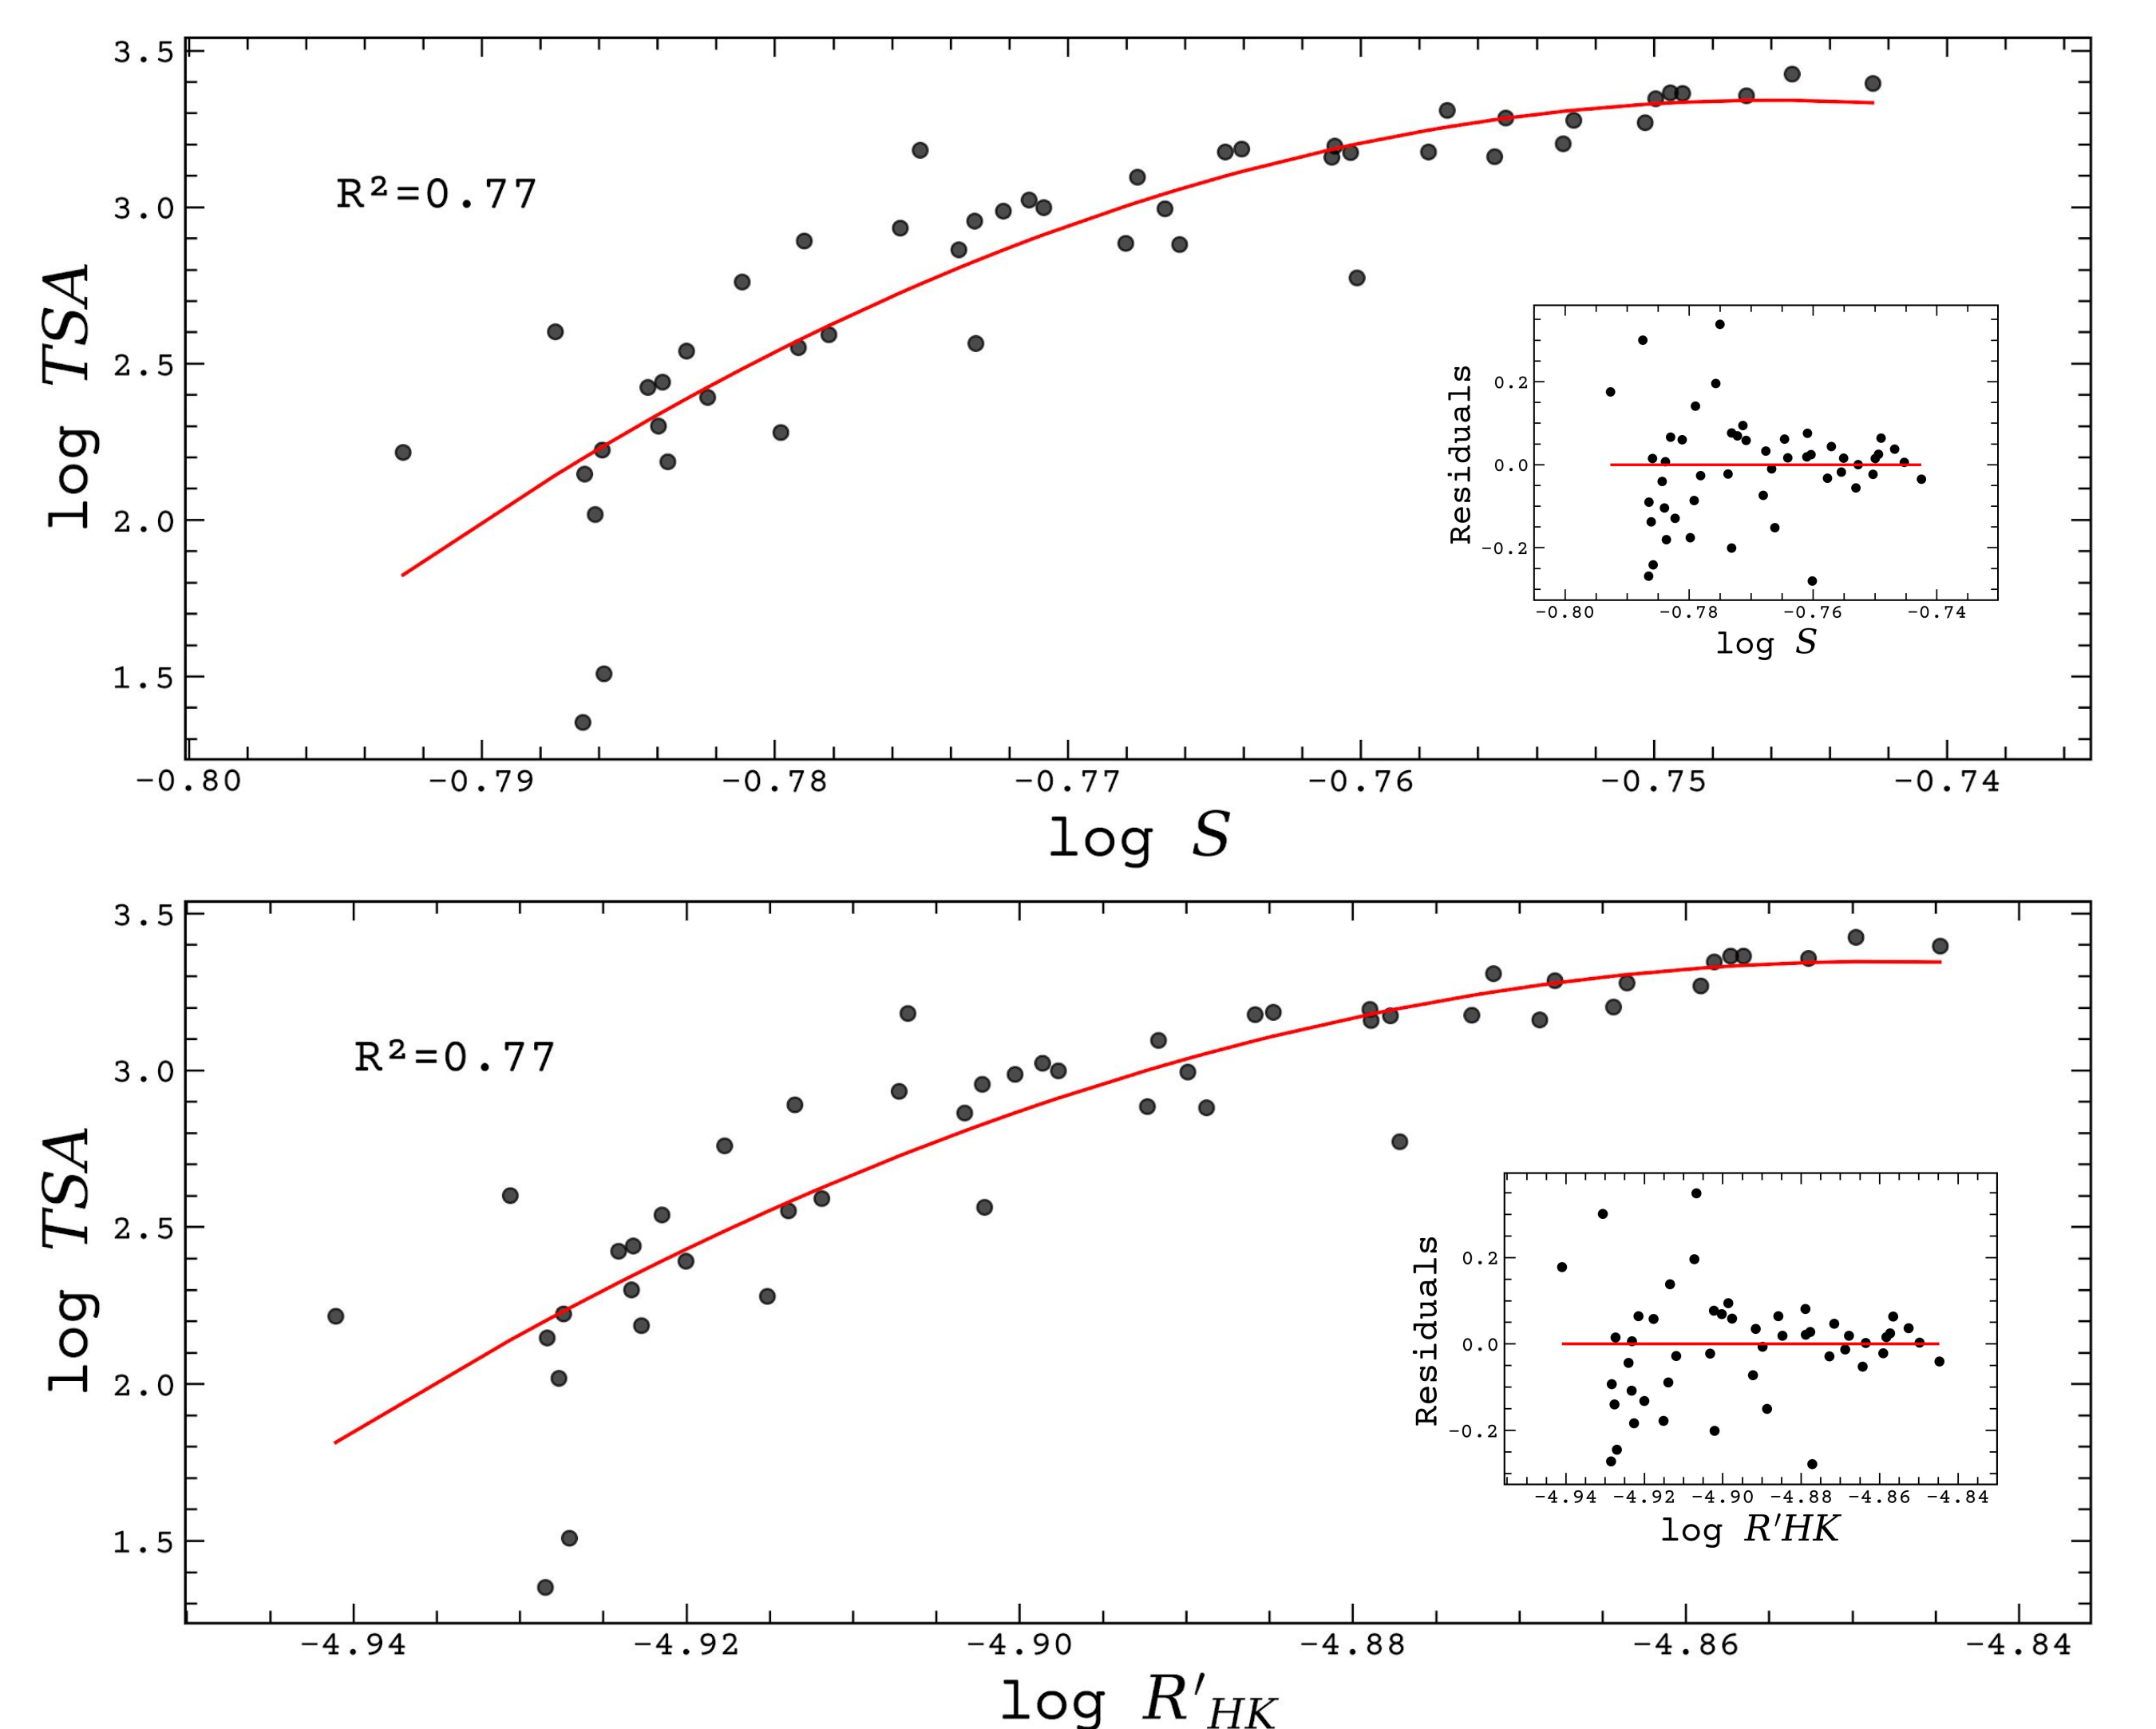 3.5
3.0
2.5
2.0
1.5
log TSA
R²=0.77
−0.80 −0.79 −0.78 −0.77 −0.76 −0.75 −0.74
log S
0.2
0.0
−0.2
Residuals
−0.80 −0.78 −0.76 −0.74
log S
3.5
3.0
2.5
2.0
1.5
log TSA
R²=0.77
−4.94 −4.92 −4.90 −4.88 −4.86 −4.84
log R′HK
0.2
0.0
−0.2
Residuals
−4.94 −4.92 −4.90 −4.88 −4.86 −4.84
log R′HK